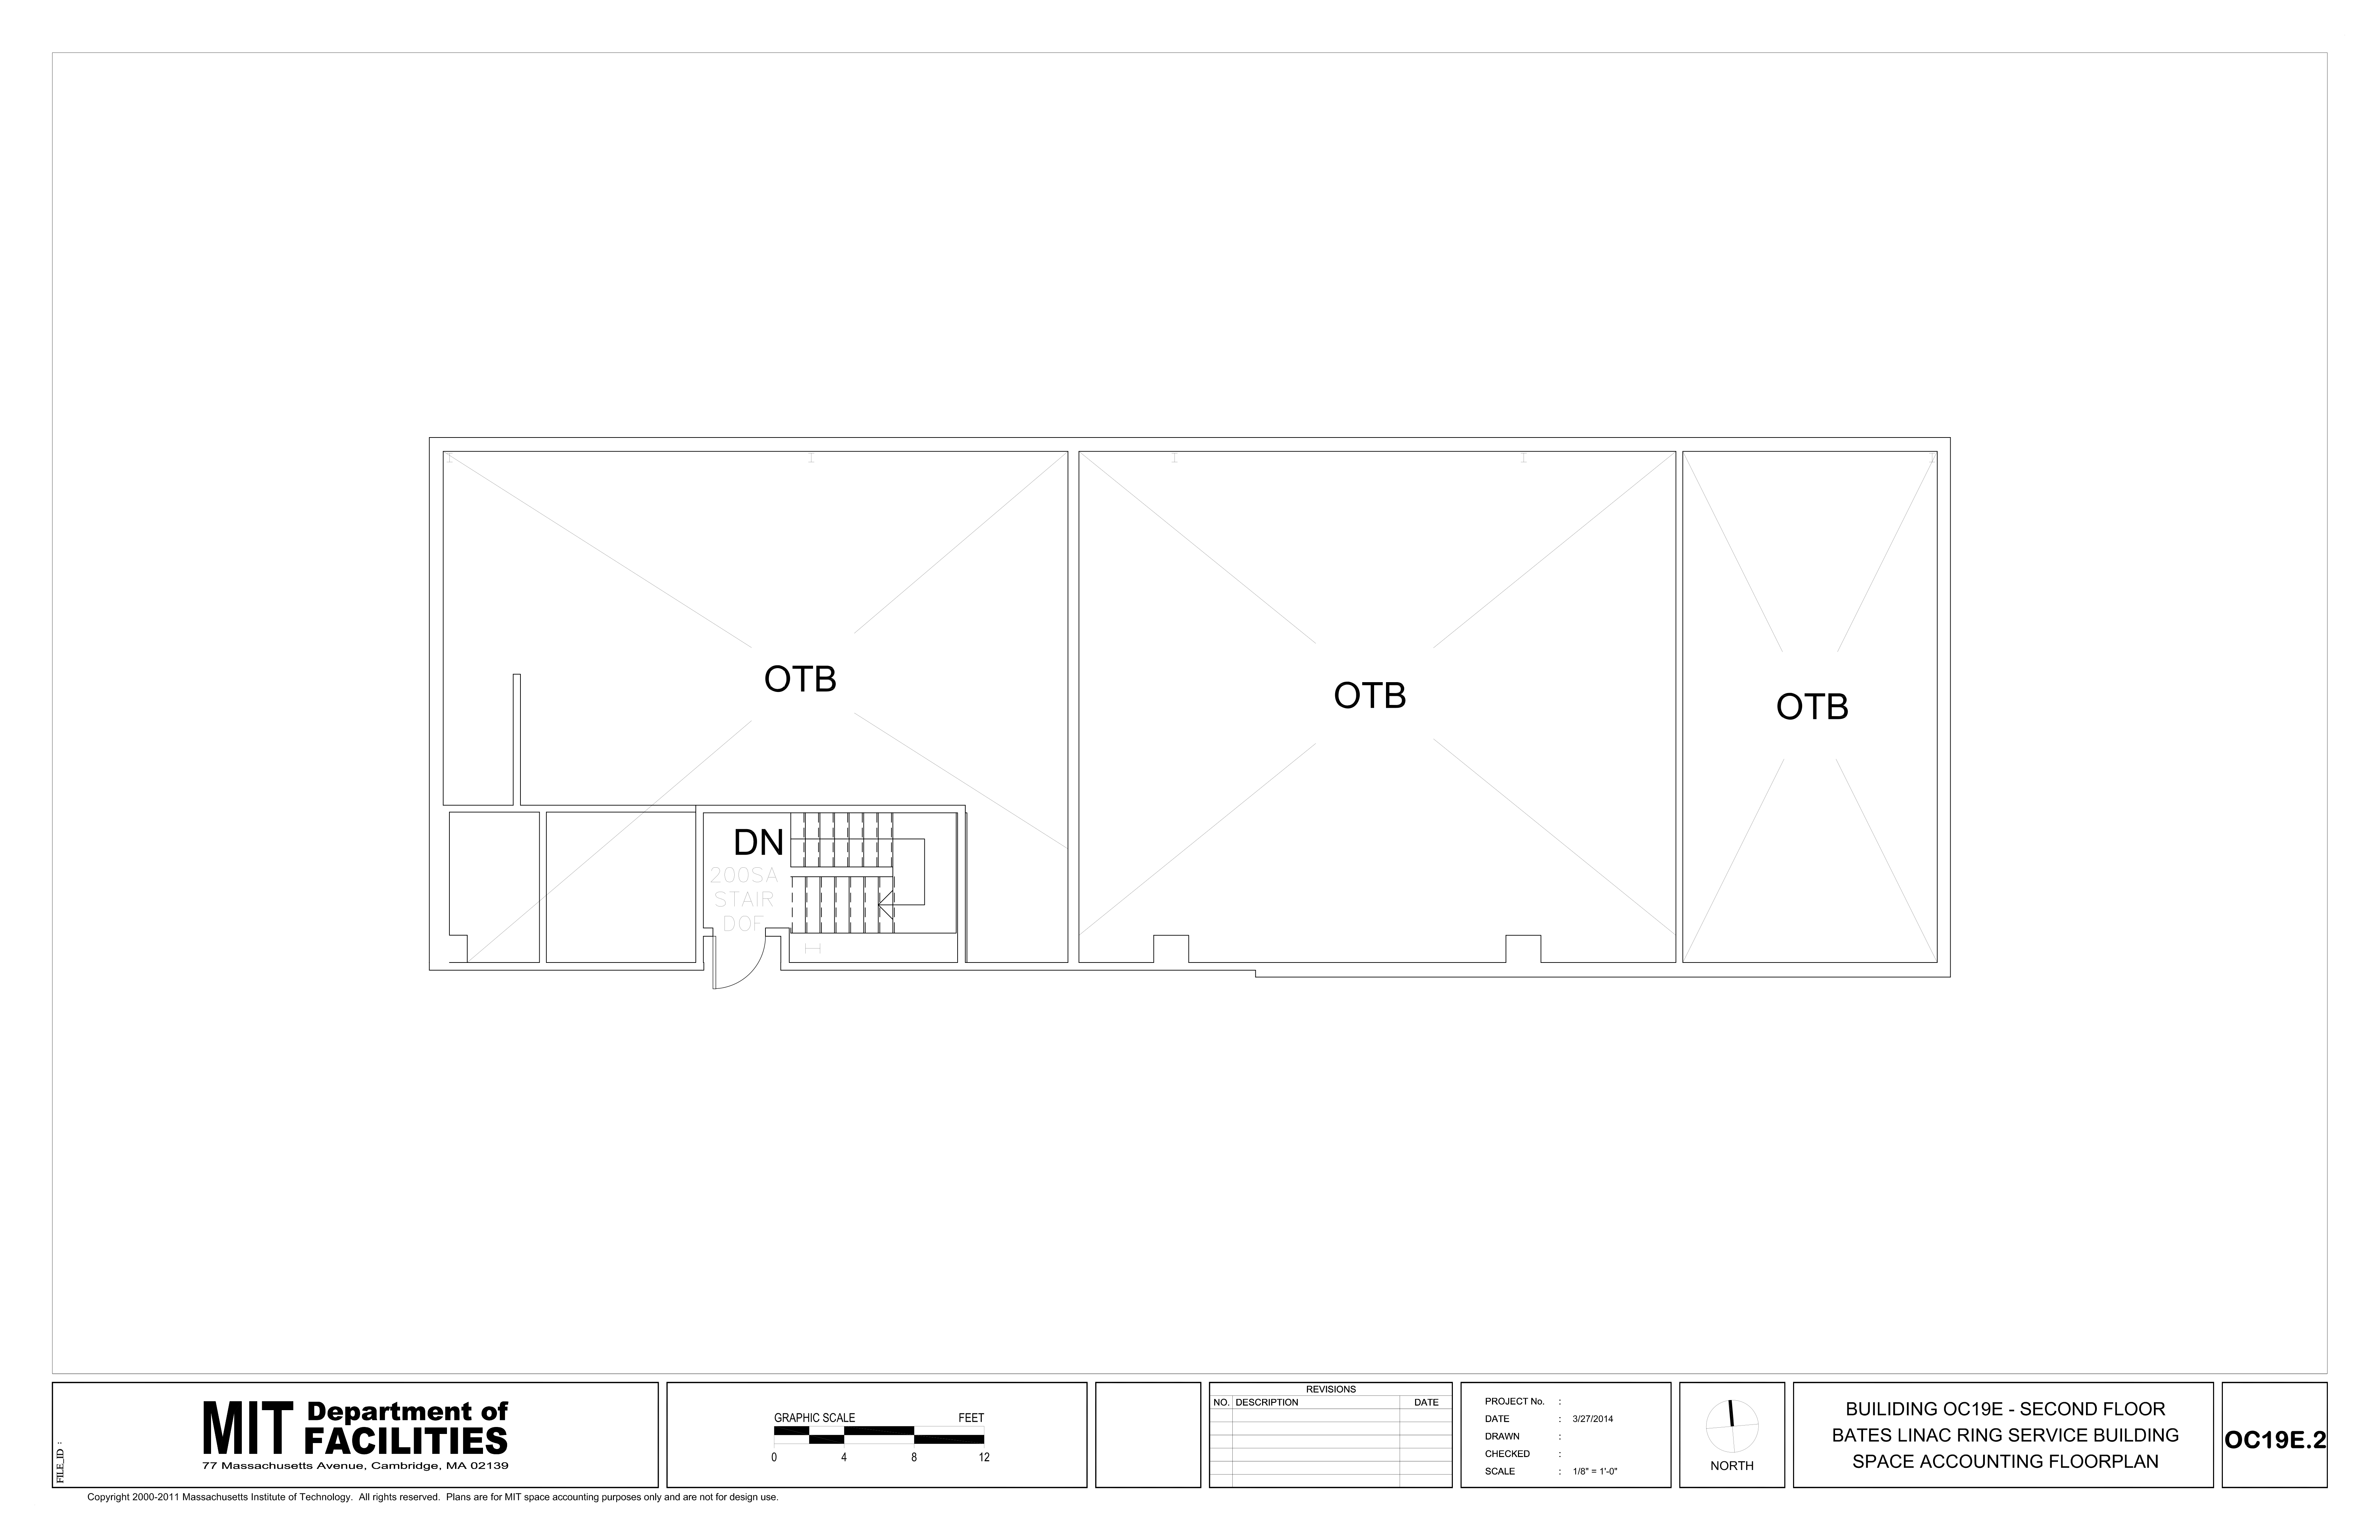 OTB
OTB
OTB
DN
200SA
STAIR
DOF
FILE_ID :
MIT Department of
FACILITIES
77 Massachusetts Avenue, Cambridge, MA 02139
GRAPHIC SCALE FEET
0 4 8 12
REVISIONS
NO. DESCRIPTION DATE
PROJECT No. :
DATE : 3/27/2014
DRAWN :
CHECKED :
SCALE : 1/8" = 1'-0"
NORTH
BUILIDING OC19E - SECOND FLOOR
BATES LINAC RING SERVICE BUILDING
SPACE ACCOUNTING FLOORPLAN
OC19E.2
Copyright 2000-2011 Massachusetts Institute of Technology. All rights reserved. Plans are for MIT space accounting purposes only and are not for design use.